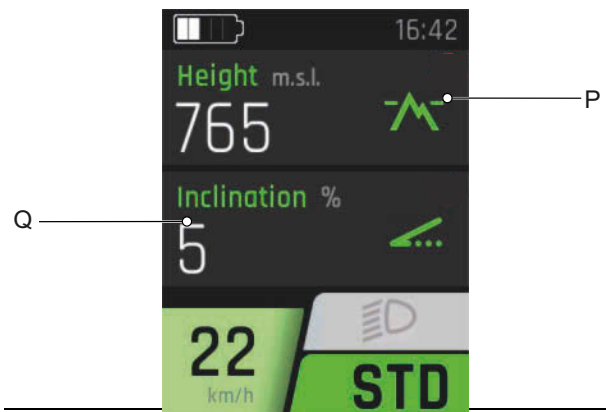 16:42
Height m.s.l.
765
P
Inclination %
Q
5
22
km/h
STD